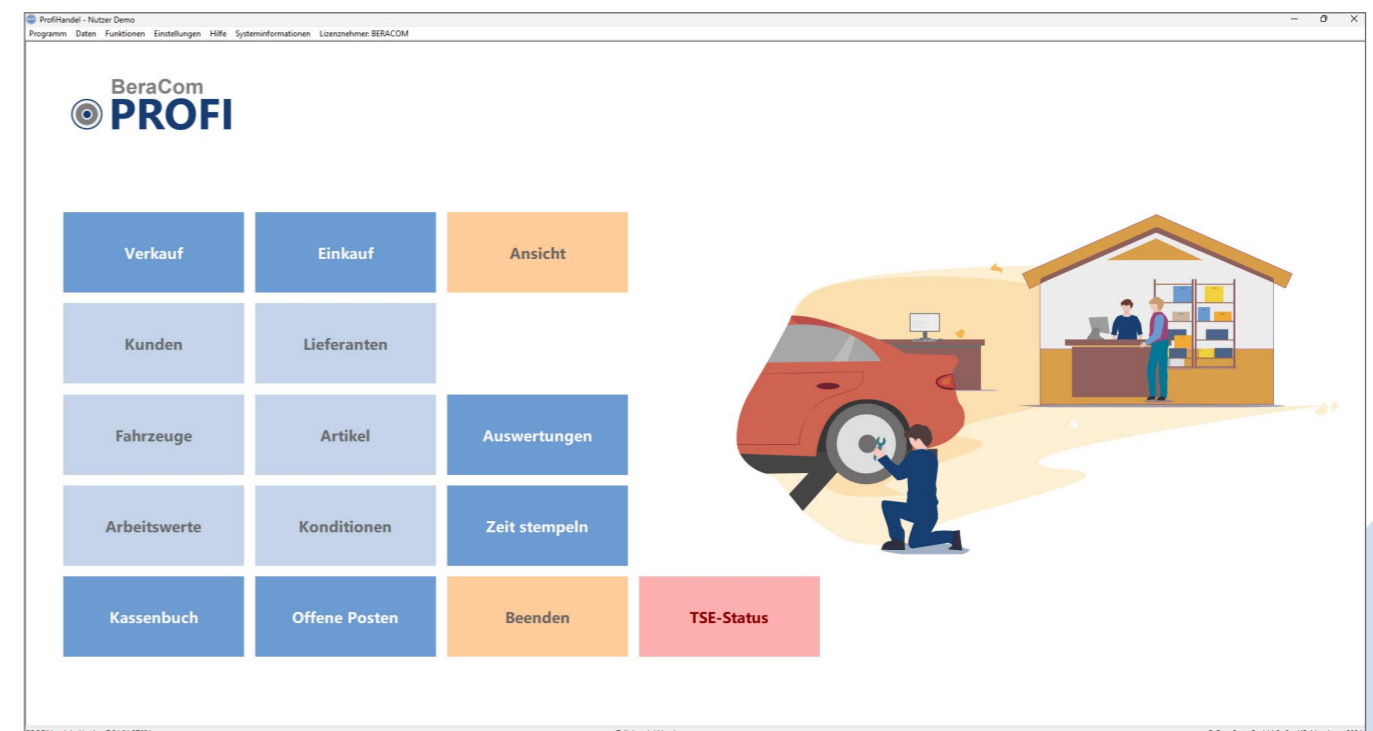 ProfiHandel - Nutzer Demo
Programm Daten Funktionen Einstellungen Hilfe Systeminformationen Lizenznehmer: BERACOM
BeraCom
PROFI
Verkauf Einkauf Ansicht
Kunden Lieferanten
Fahrzeuge Artikel Auswertungen
Arbeitswerte Konditionen Zeit stempeln
Kassenbuch Offene Posten Beenden TSE-Status